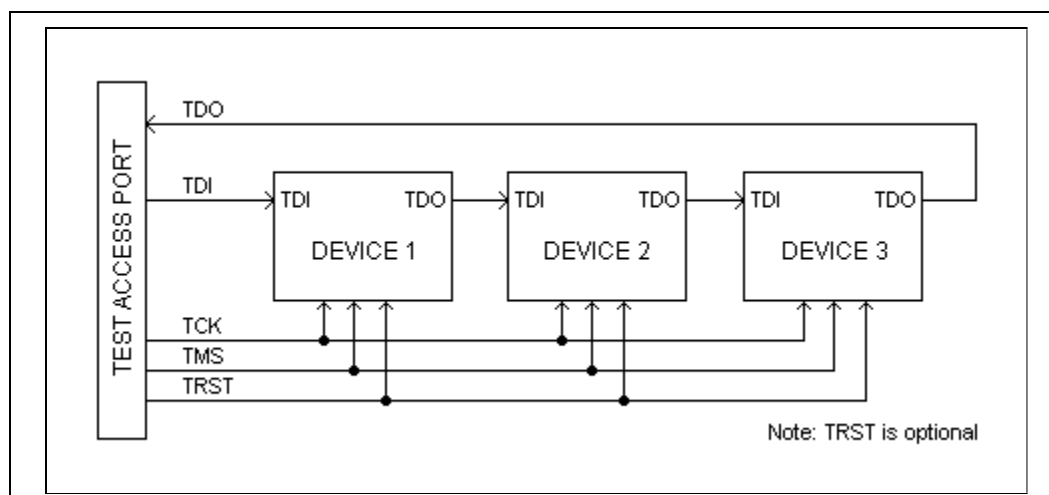 TEST ACCESS PORT
TDO
TDI
TDI TDO
DEVICE 1
TDI TDO
DEVICE 2
TDI TDO
DEVICE 3
TCK
TMS
TRST
Note: TRST is optional